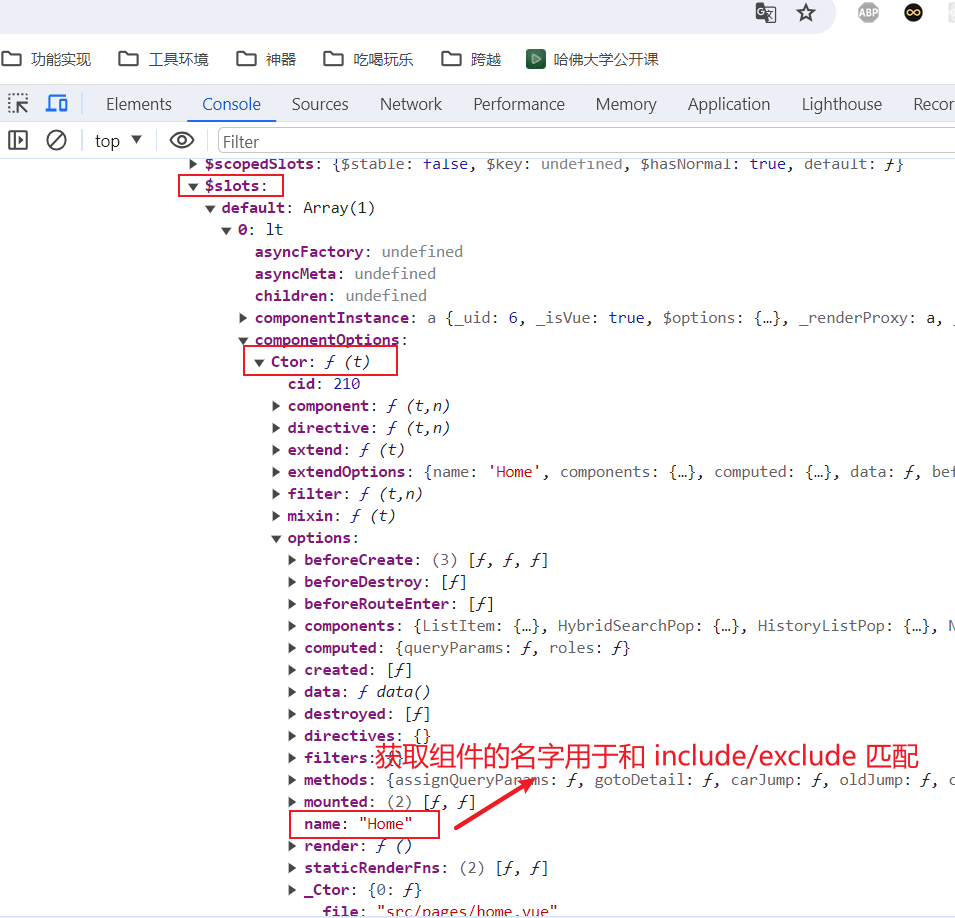 ABP
功能实现 工具环境 神器 吃喝玩乐 跨越 哈佛大学公开课
Elements Console Sources Network Performance Memory Application Lighthouse Recor
top Filter
$scopedSlots: {$stable: false, $key: undefined, $hasNormal: true, default: ƒ}
$slots:
default: Array(1)
0: lt
asyncFactory: undefined
asyncMeta: undefined
children: undefined
componentInstance: a {_uid: 6, _isVue: true, $options: {…}, _renderProxy: a, _
componentOptions:
Ctor: ƒ (t)
cid: 210
component: ƒ (t,n)
directive: ƒ (t,n)
extend: ƒ (t)
extendOptions: {name: 'Home', components: {…}, computed: {…}, data: ƒ, bef
filter: ƒ (t,n)
mixin: ƒ (t)
options:
beforeCreate: (3) [ƒ, ƒ, ƒ]
beforeDestroy: [ƒ]
beforeRouteEnter: [ƒ]
components: {ListItem: {…}, HybridSearchPop: {…}, HistoryListPop: {…}, N
computed: {queryParams: ƒ, roles: ƒ}
created: [ƒ]
data: ƒ data()
destroyed: [ƒ]
directives: {}
获取组件的名字用于和 include/exclude 匹配
filters: {}
methods: {assignQueryParams: ƒ, gotoDetail: ƒ, carJump: ƒ, oldJump: ƒ, c
mounted: (2) [ƒ, ƒ]
name: "Home"
render: ƒ ()
staticRenderFns: (2) [ƒ, ƒ]
_Ctor: {0: ƒ}
file: "src/pages/home.vue"